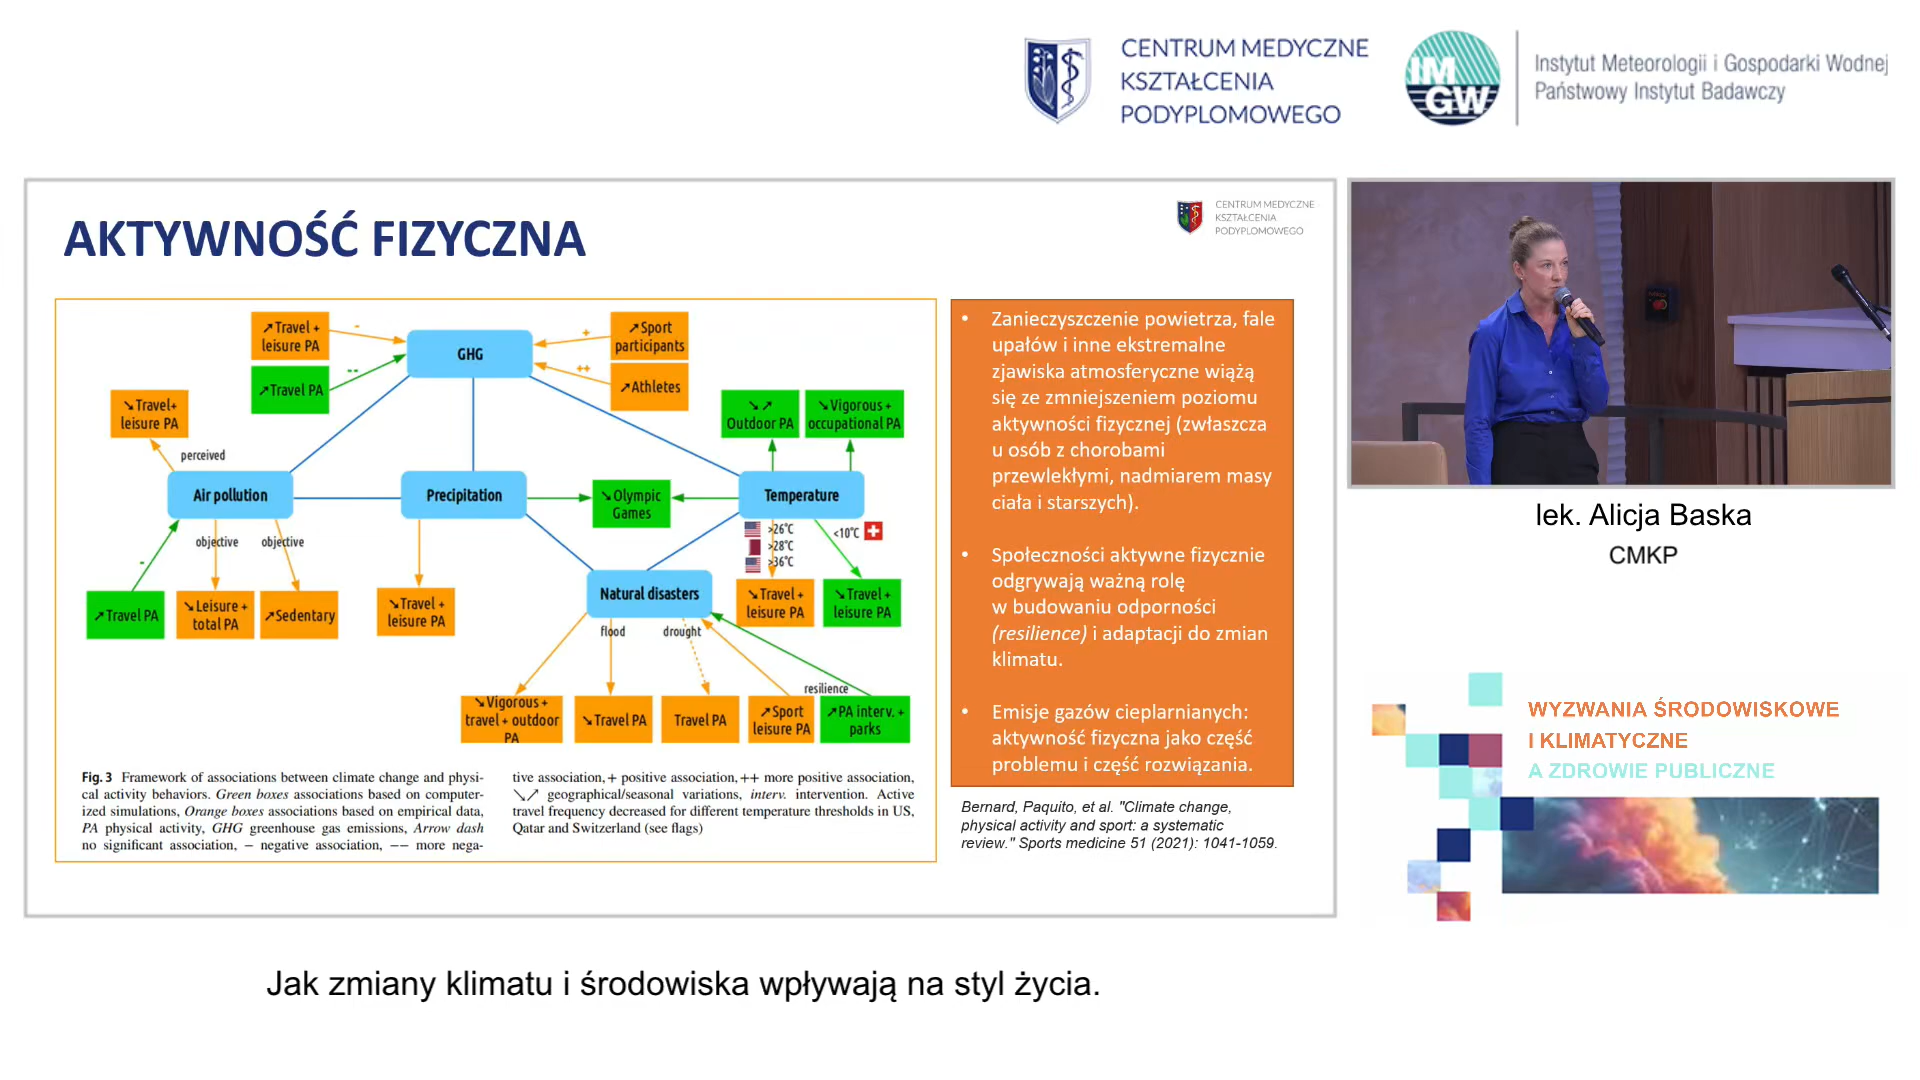 CENTRUM MEDYCZNE
KSZTAŁCENIA
PODYPLOMOWEGO
IM
GW
Instytut Meteorologii i Gospodarki Wodnej
Państwowy Instytut Badawczy
AKTYWNOŚĆ FIZYCZNA
CENTRUM MEDYCZNE
KSZTAŁCENIA
PODYPLOMOWEGO
↗Travel +
leisure PA
-
GHG
+
↗Sport
participants
↗Travel PA
--
++
↗Athletes
↘Travel+
leisure PA
perceived
↘↗
Outdoor PA
↘Vigorous +
occupational PA
Air pollution
Precipitation
↘Olympic
Games
Temperature
>26°C
>28°C
>36°C
<10°C
objective
objective
-
Natural disasters
↗Travel PA
↘Leisure +
total PA
↗Sedentary
↘Travel +
leisure PA
↘Travel +
leisure PA
↘Travel +
leisure PA
flood
drought
resilience
↘Vigorous +
travel + outdoor
PA
↘Travel PA
Travel PA
↗Sport
leisure PA
↗PA interv. +
parks
Fig. 3 Framework of associations between climate change and physi-
cal activity behaviors. Green boxes associations based on computer-
ized simulations, Orange boxes associations based on empirical data,
PA physical activity, GHG greenhouse gas emissions, Arrow dash
no significant association, − negative association, −− more nega-
tive association, + positive association, ++ more positive association,
↘↗ geographical/seasonal variations, interv. intervention. Active
travel frequency decreased for different temperature thresholds in US,
Qatar and Switzerland (see flags)
• Zanieczyszczenie powietrza, fale
upałów i inne ekstremalne
zjawiska atmosferyczne wiążą
się ze zmniejszeniem poziomu
aktywności fizycznej (zwłaszcza
u osób z chorobami
przewlekłymi, nadmiarem masy
ciała i starszych).
• Społeczności aktywne fizycznie
odgrywają ważną rolę
w budowaniu odporności
(resilience) i adaptacji do zmian
klimatu.
• Emisje gazów cieplarnianych:
aktywność fizyczna jako część
problemu i część rozwiązania.
Bernard, Paquito, et al. "Climate change,
physical activity and sport: a systematic
review." Sports medicine 51 (2021): 1041-1059.
lek. Alicja Baska
CMKP
WYZWANIA ŚRODOWISKOWE
I KLIMATYCZNE
A ZDROWIE PUBLICZNE
Jak zmiany klimatu i środowiska wpływają na styl życia.